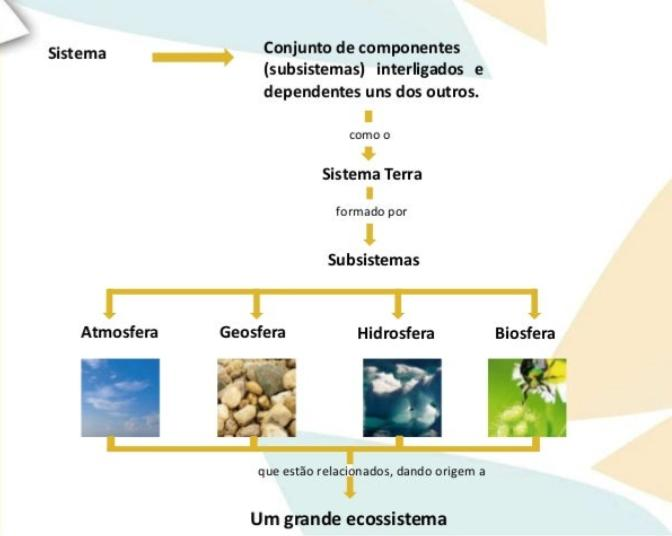 Sistema
Conjunto de componentes
(subsistemas) interligados e
dependentes uns dos outros.
como o
Sistema Terra
formado por
Subsistemas
Atmosfera
Geosfera
Hidrosfera
Biosfera
que estão relacionados, dando origem a
Um grande ecossistema